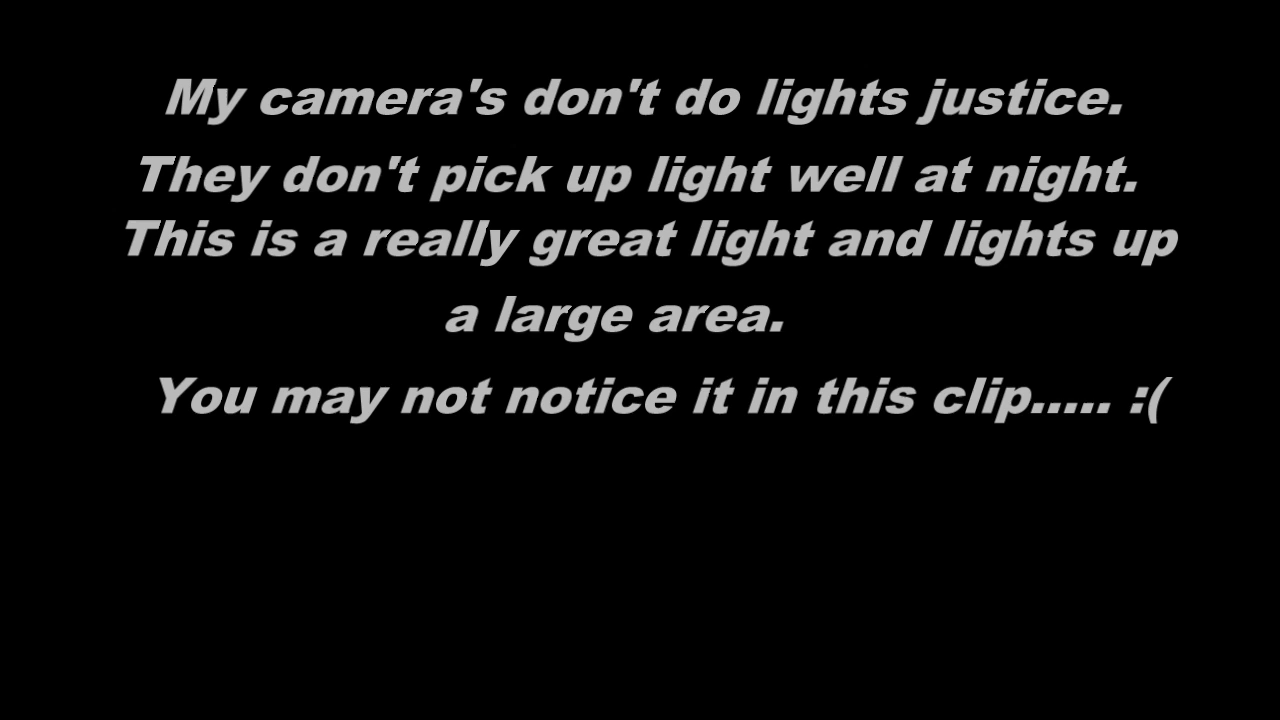 My camera's don't do lights justice.
They don't pick up light well at night.
This is a really great light and lights up
a large area.
You may not notice it in this clip..... :(